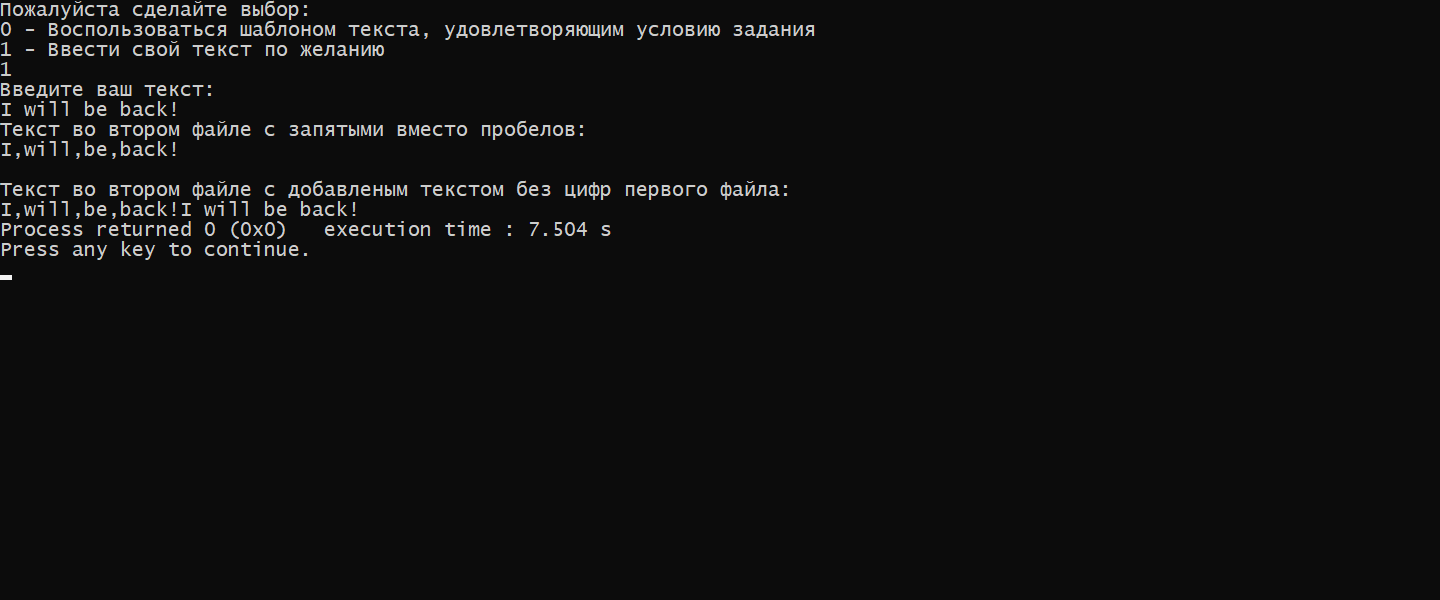 Пожалуйста сделайте выбор:
0 - Воспользоваться шаблоном текста, удовлетворяющим условию задания
1 - Ввести свой текст по желанию
1
Введите ваш текст:
I will be back!
Текст во втором файле с запятыми вместо пробелов:
I,will,be,back!
Текст во втором файле с добавленым текстом без цифр первого файла:
I,will,be,back!I will be back!
Process returned 0 (0x0)   execution time : 7.504 s
Press any key to continue.